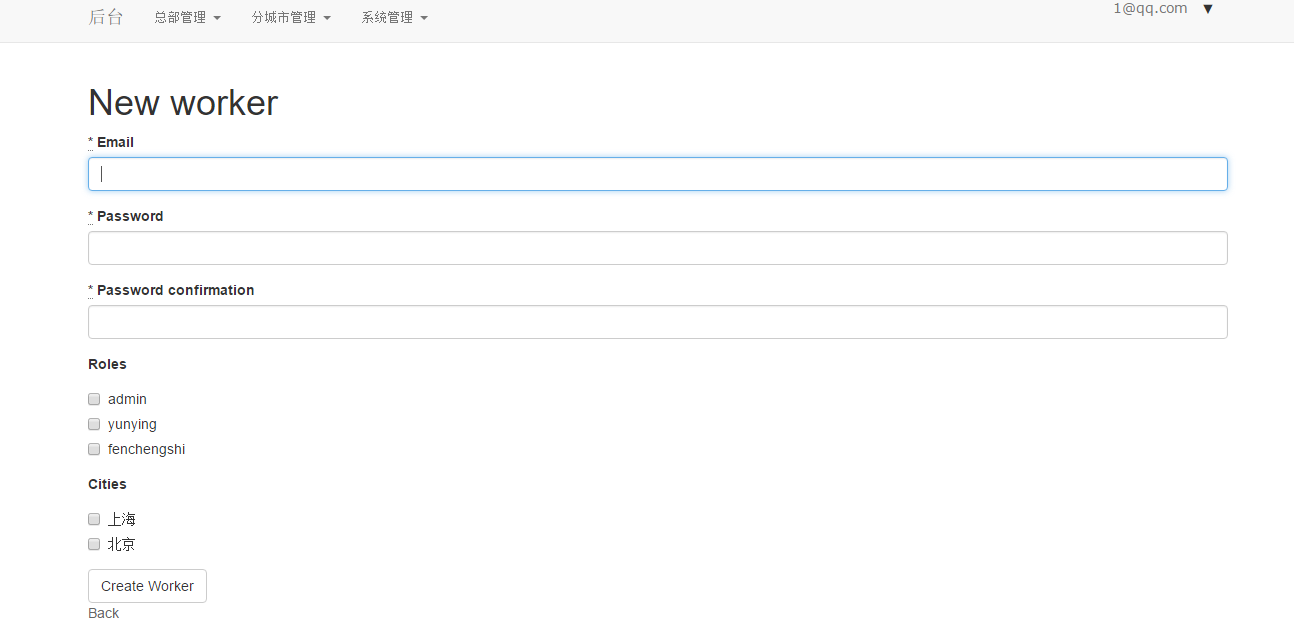 后台 总部管理 分城市管理 系统管理 1@qq.com ▼
New worker
* Email
* Password
* Password confirmation
Roles
admin
yunying
fenchengshi
Cities
上海
北京
Create Worker
Back